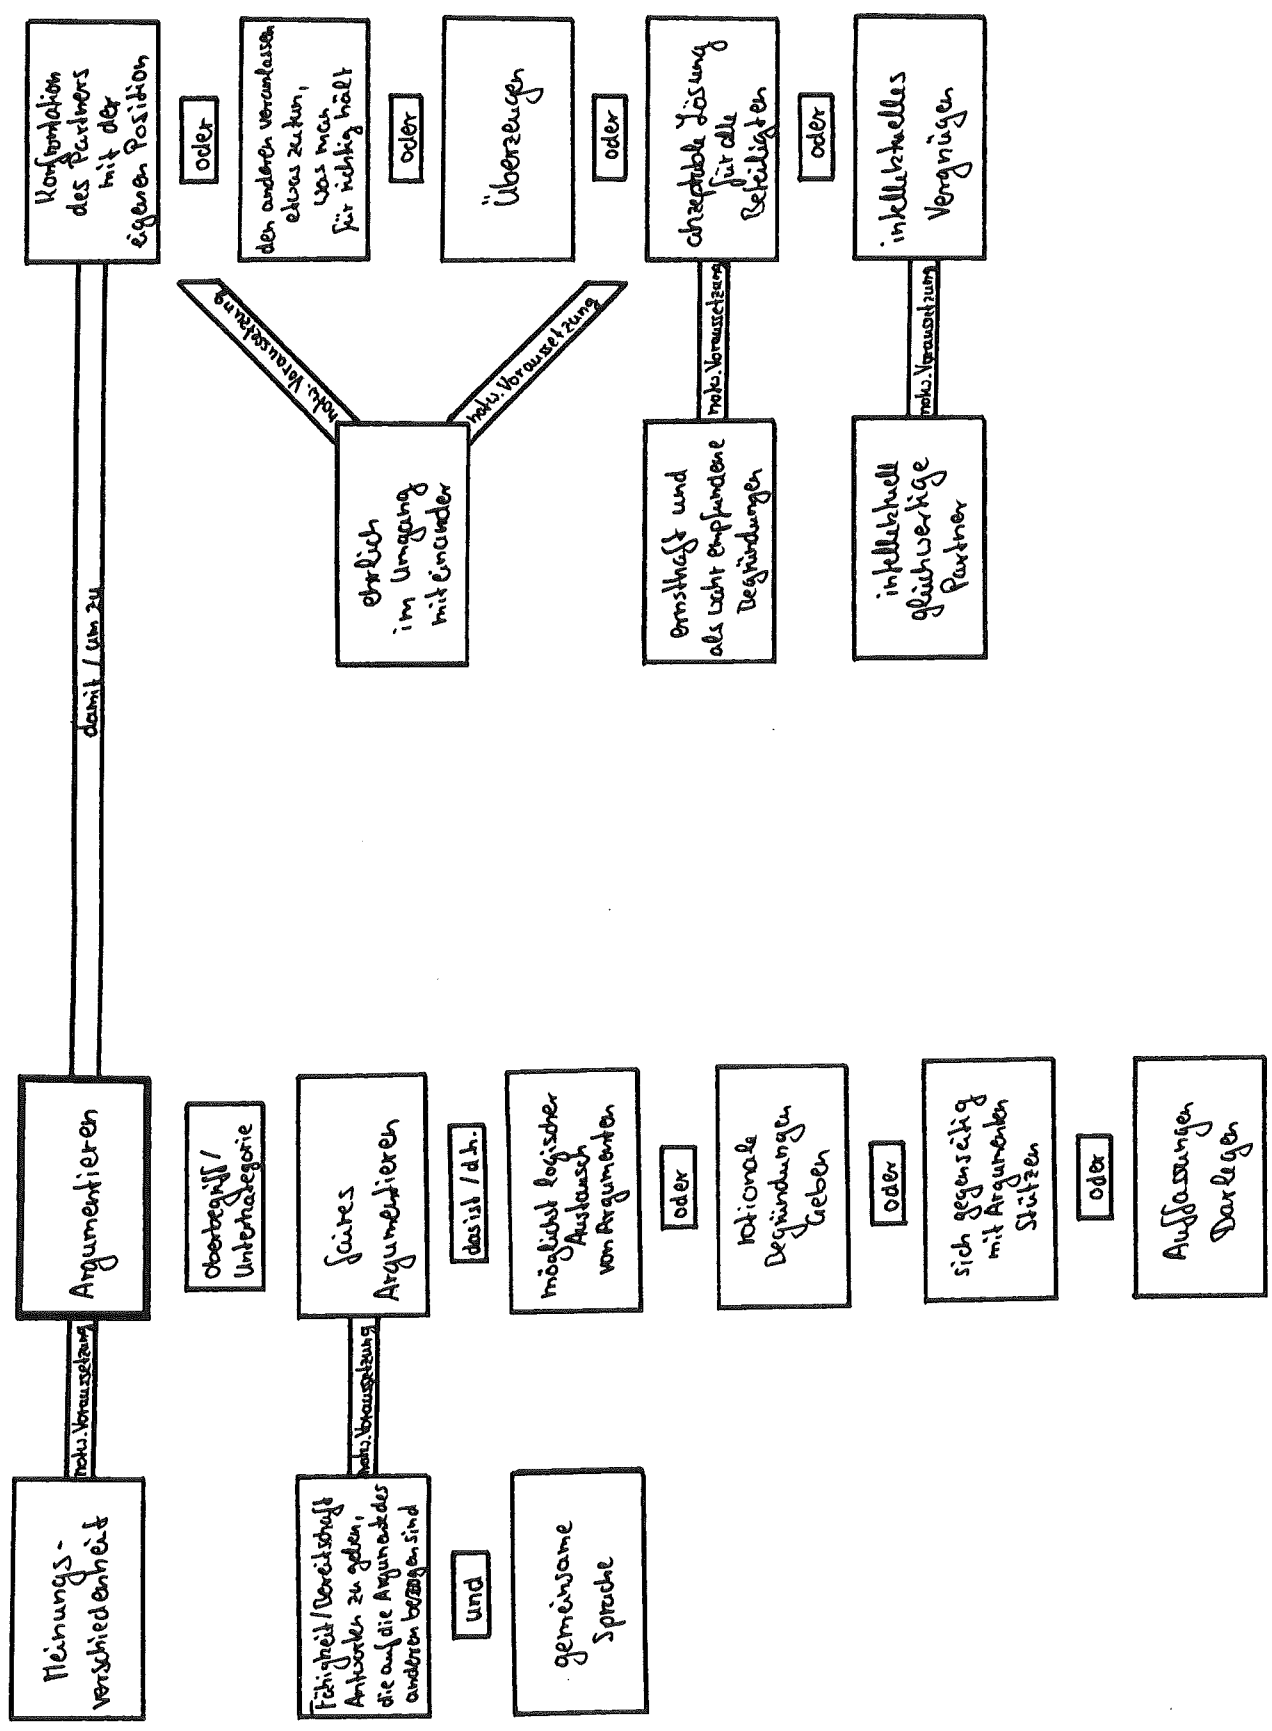 Meinungs-
verschiedenheit
notw. Voraussetzung
Argumentieren
damit / um zu
Konfrontation
des Partners
mit der
eigenen Position
oder
den anderen veranlassen
etwas zu tun,
was man
für richtig hält
oder
Überzeugen
oder
akzeptable Lösung
für alle
Beteiligten
oder
intellektuelles
Vergnügen
notw. Voraussetzung
notw. Voraussetzung
ehrlich
im Umgang
miteinander
notw. Voraussetzung
ernsthaft und
als wahr empfundene
Begründungen
notw. Voraussetzung
intellektuell
gleichwertige
Partner
Oberbegriff/
Unterkategorie
faires
Argumentieren
das ist / d.h.
möglichst logischer
Austausch
von Argumenten
oder
rationale
Begründungen
Geben
oder
sich gegenseitig
mit Argumenten
Stützen
oder
Auffassungen
Darlegen
notw. Voraussetzung
Fähigkeit/Bereitschaft
Antworten zu geben,
die auf die Argumente des
anderen bezogen sind
und
gemeinsame
Sprache